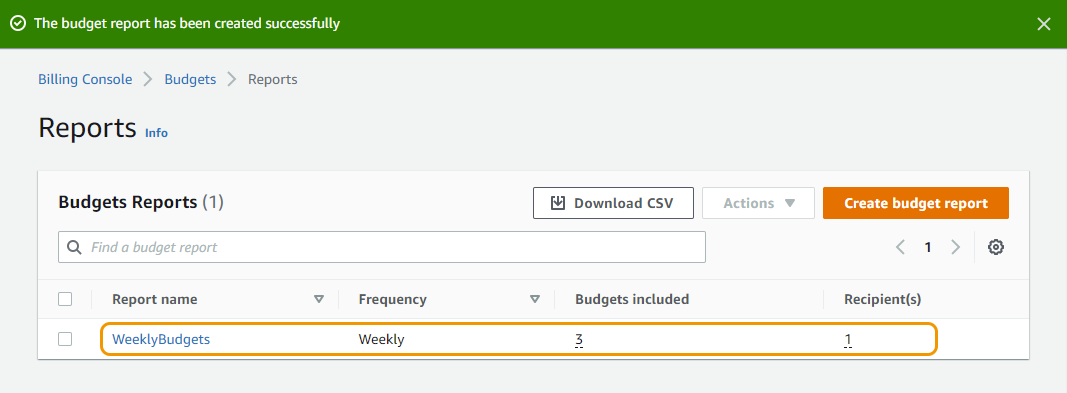 The budget report has been created successfully
Billing Console > Budgets > Reports
Reports Info
Budgets Reports (1) Download CSV Actions Create budget report
Find a budget report 1
Report name Frequency Budgets included Recipient(s)
WeeklyBudgets Weekly 3 1